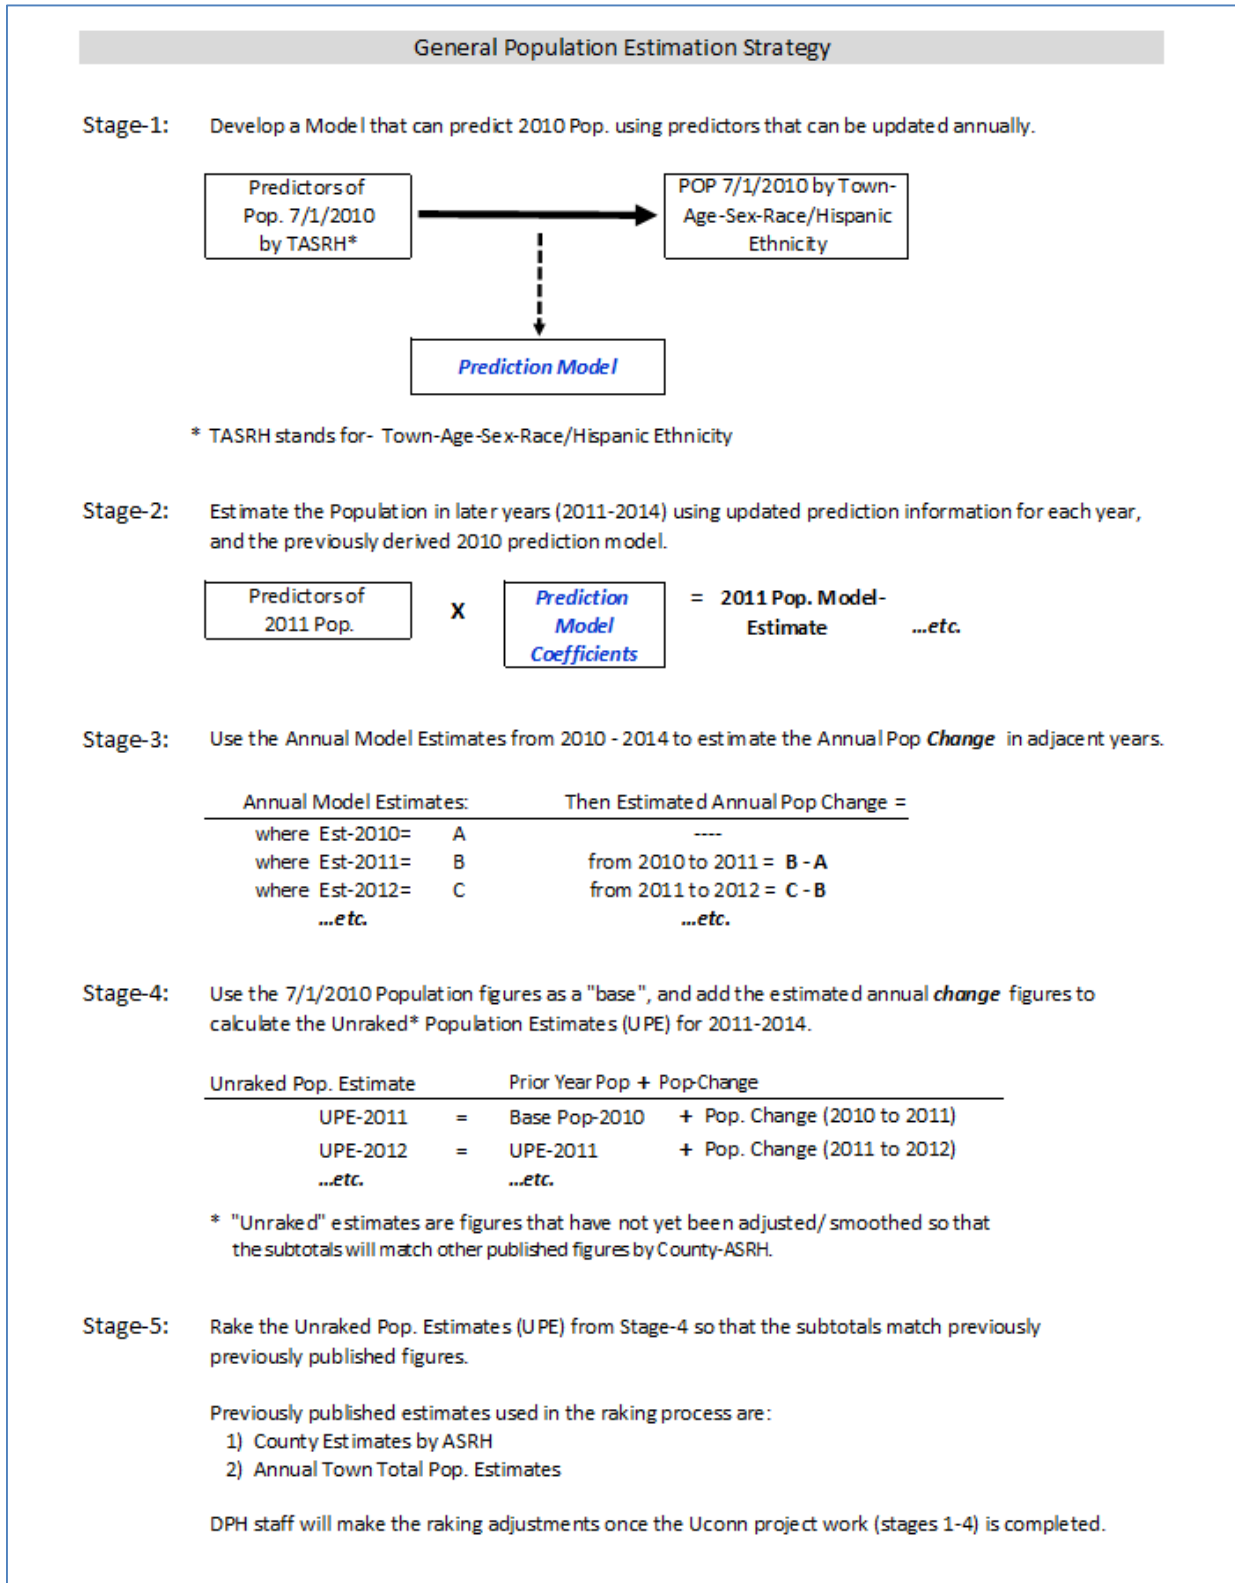 General Population Estimation Strategy
Stage-1: Develop a Model that can predict 2010 Pop. using predictors that can be updated annually.
Predictors of
Pop. 7/1/2010
by TASRH*
POP 7/1/2010 by Town-
Age-Sex-Race/Hispanic
Ethnicity
Prediction Model
* TASRH stands for- Town-Age-Sex-Race/Hispanic Ethnicity
Stage-2: Estimate the Population in later years (2011-2014) using updated prediction information for each year,
and the previously derived 2010 prediction model.
Predictors of
2011 Pop.
X
Prediction
Model
Coefficients
= 2011 Pop. Model-
Estimate ...etc.
Stage-3: Use the Annual Model Estimates from 2010 - 2014 to estimate the Annual Pop Change in adjacent years.
Annual Model Estimates: Then Estimated Annual Pop Change =
where Est-2010= A ----
where Est-2011= B from 2010 to 2011 = B - A
where Est-2012= C from 2011 to 2012 = C - B
...etc. ...etc.
Stage-4: Use the 7/1/2010 Population figures as a "base", and add the estimated annual change figures to
calculate the Unraked* Population Estimates (UPE) for 2011-2014.
Unraked Pop. Estimate Prior Year Pop + Pop-Change
UPE-2011 = Base Pop-2010 + Pop. Change (2010 to 2011)
UPE-2012 = UPE-2011 + Pop. Change (2011 to 2012)
...etc. ...etc.
* "Unraked" estimates are figures that have not yet been adjusted/ smoothed so that
the subtotals will match other published figures by County-ASRH.
Stage-5: Rake the Unraked Pop. Estimates (UPE) from Stage-4 so that the subtotals match previously
previously published figures.
Previously published estimates used in the raking process are:
1) County Estimates by ASRH
2) Annual Town Total Pop. Estimates
DPH staff will make the raking adjustments once the Uconn project work (stages 1-4) is completed.